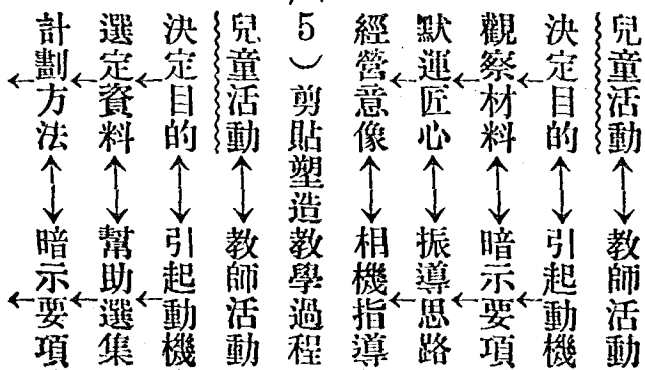 兒童活動↔教師活動
決定目的↔引起動機
觀察材料↔暗示要項
默運匠心↔振導思路
經營意像↔相機指導
5)剪貼塑造教學過程
兒童活動↔教師活動
決定目的↔引起動機
選定資料↔幫助選集
計劃方法↔暗示要項